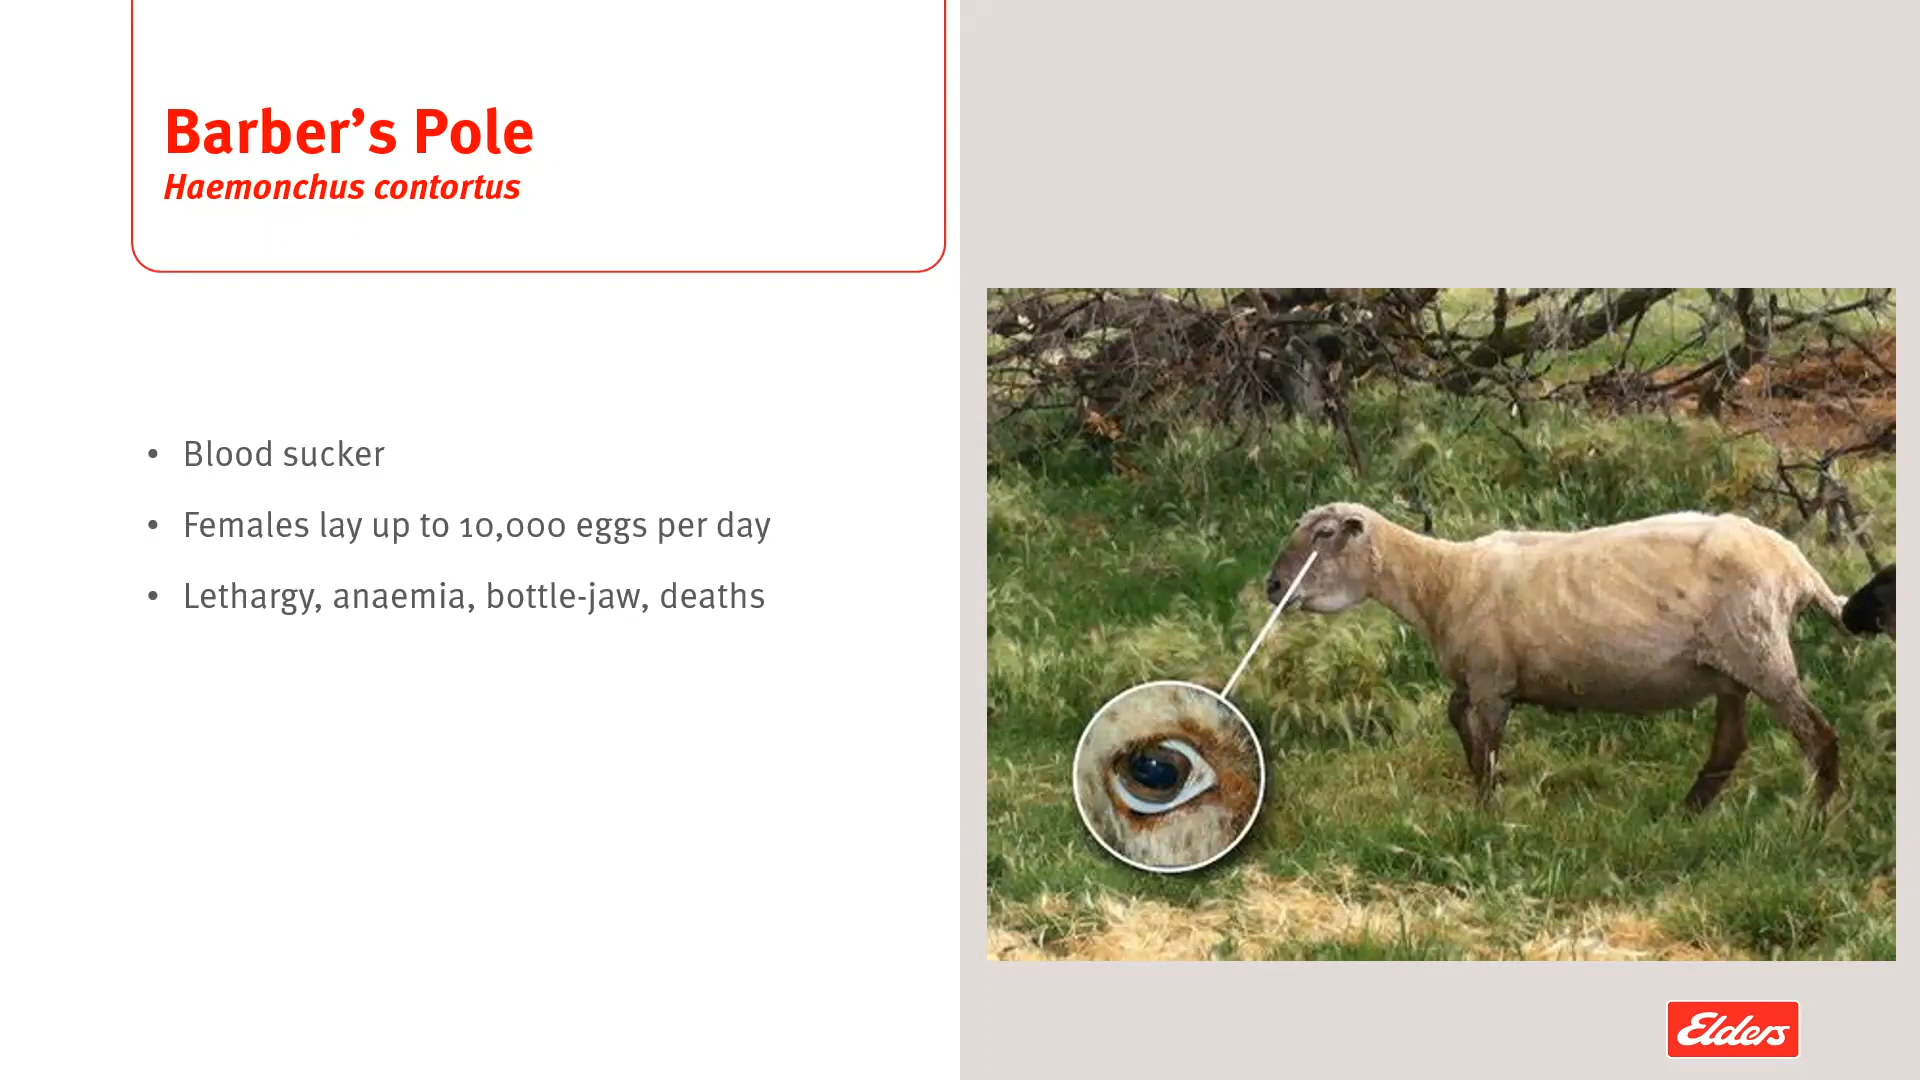 Barber’s Pole
Haemonchus contortus
• Blood sucker
• Females lay up to 10,000 eggs per day
• Lethargy, anaemia, bottle-jaw, deaths
Elders